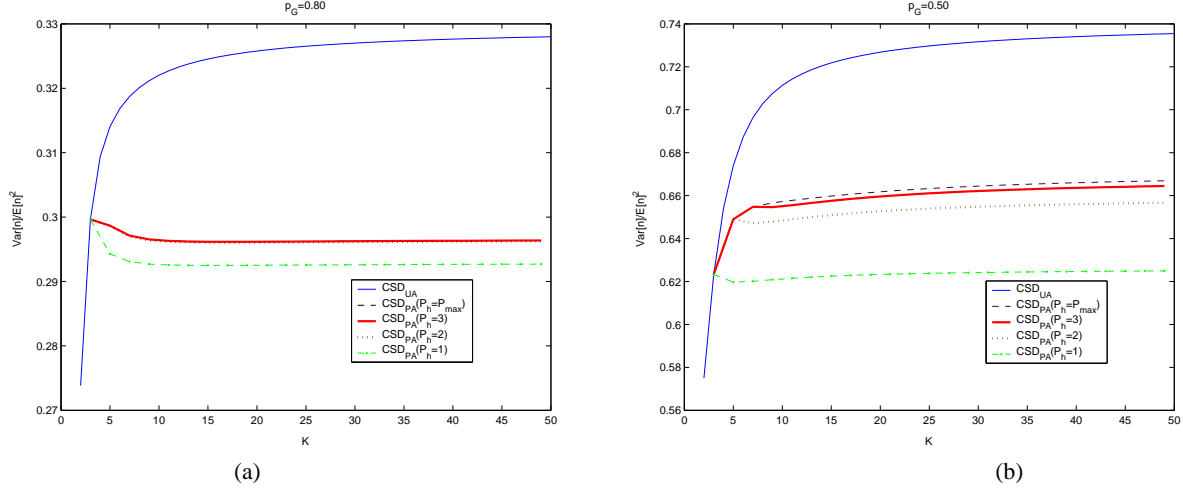 p_G=0.80
0.33
0.32
0.31
0.3
0.29
0.28
0.27
Var[n]/E[n]^2
0 5 10 15 20 25 30 35 40 45 50
K
CSD_UA
CSD_PA(P_h=P_max)
CSD_PA(P_h=3)
CSD_PA(P_h=2)
CSD_PA(P_h=1)
(a)
p_G=0.50
0.74
0.72
0.7
0.68
0.66
0.64
0.62
0.6
0.58
0.56
Var[n]/E[n]^2
0 5 10 15 20 25 30 35 40 45 50
K
CSD_UA
CSD_PA(P_h=P_max)
CSD_PA(P_h=3)
CSD_PA(P_h=2)
CSD_PA(P_h=1)
(b)